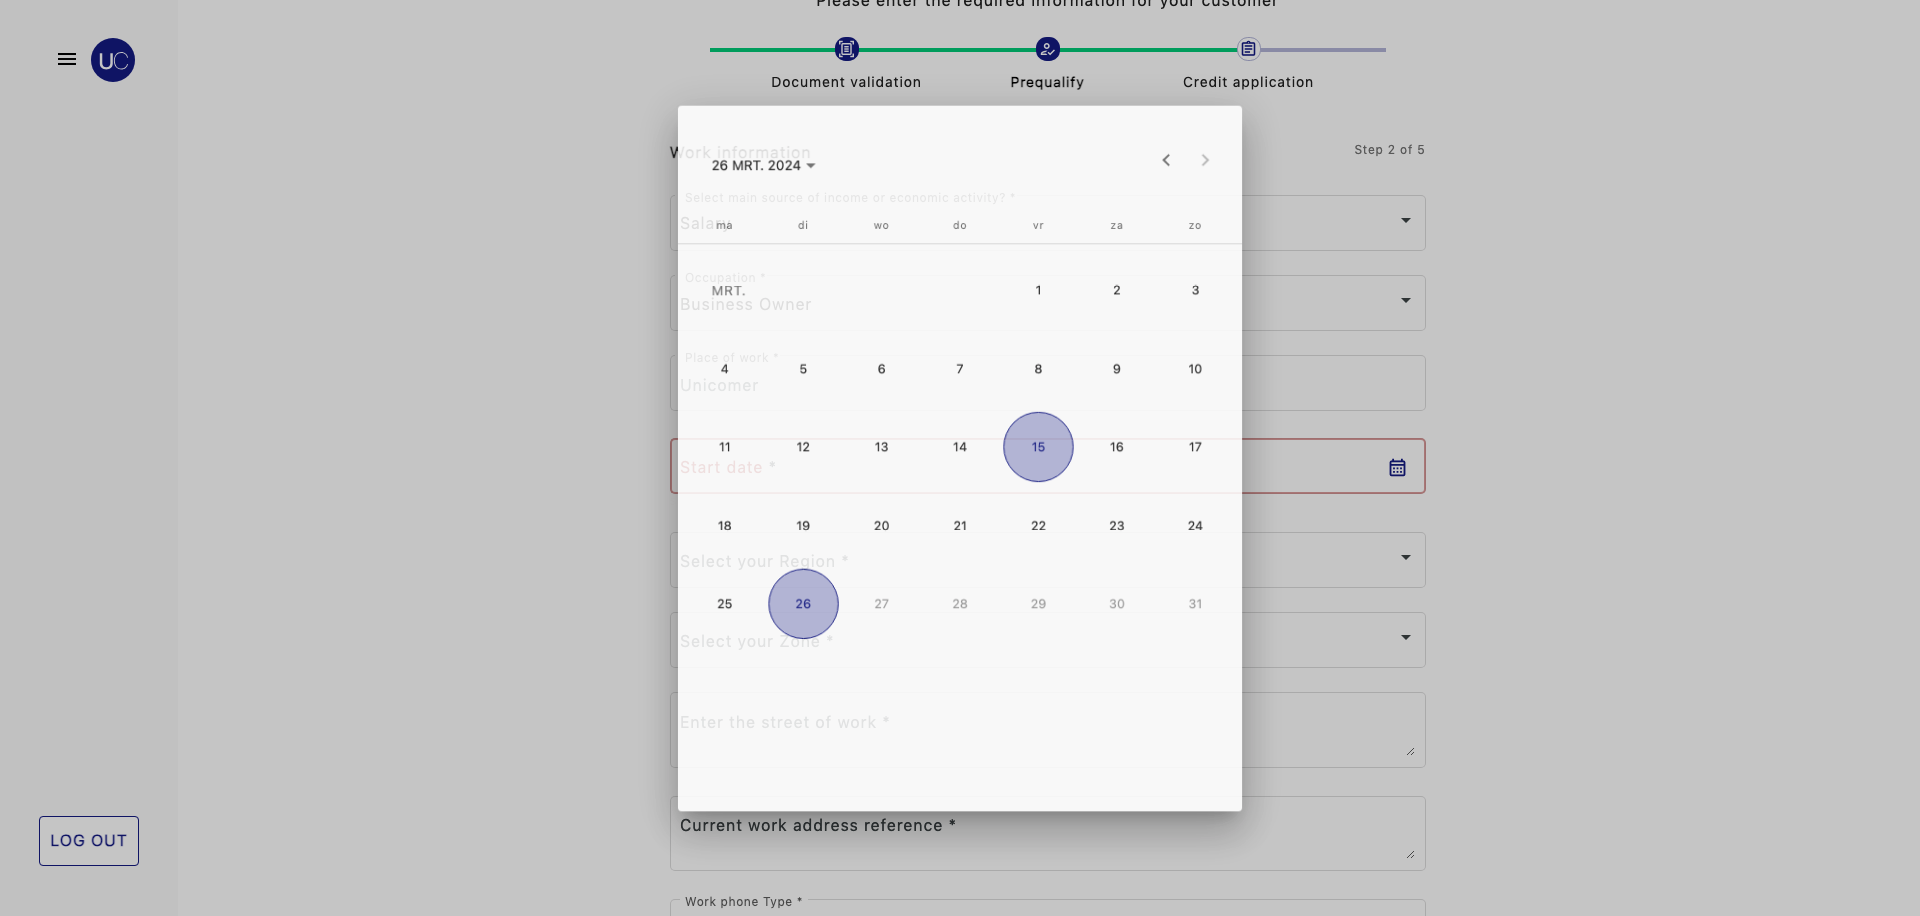 Please enter the required information for your customer
UC
Document validation
Prequalify
Credit application
Work information
Step 2 of 5
26 MRT. 2024
Select main source of income or economic activity? *
Salary
ma di wo do vr za zo
Occupation *
MRT. 1 2 3
Business Owner
Place of work *
4 5 6 7 8 9 10
Unicomer
11 12 13 14 15 16 17
Start date *
18 19 20 21 22 23 24
Select your Region *
25 26 27 28 29 30 31
Select your Zone *
Enter the street of work *
Current work address reference *
LOG OUT
Work phone Type *